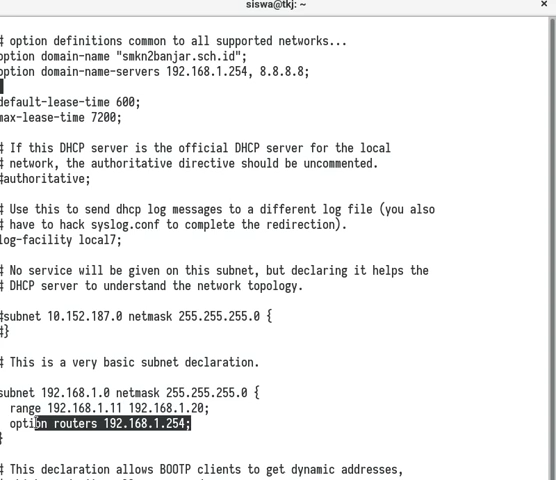 siswa@tkj: ~ ×
# option definitions common to all supported networks...
option domain-name "smkn2banjar.sch.id";
option domain-name-servers 192.168.1.254, 8.8.8.8;
default-lease-time 600;
max-lease-time 7200;
# If this DHCP server is the official DHCP server for the local
# network, the authoritative directive should be uncommented.
#authoritative;
# Use this to send dhcp log messages to a different log file (you also
# have to hack syslog.conf to complete the redirection).
log-facility local7;
# No service will be given on this subnet, but declaring it helps the
# DHCP server to understand the network topology.
#subnet 10.152.187.0 netmask 255.255.255.0 {
#}
# This is a very basic subnet declaration.
subnet 192.168.1.0 netmask 255.255.255.0 {
range 192.168.1.11 192.168.1.20;
option routers 192.168.1.254;
}
# This declaration allows BOOTP clients to get dynamic addresses,